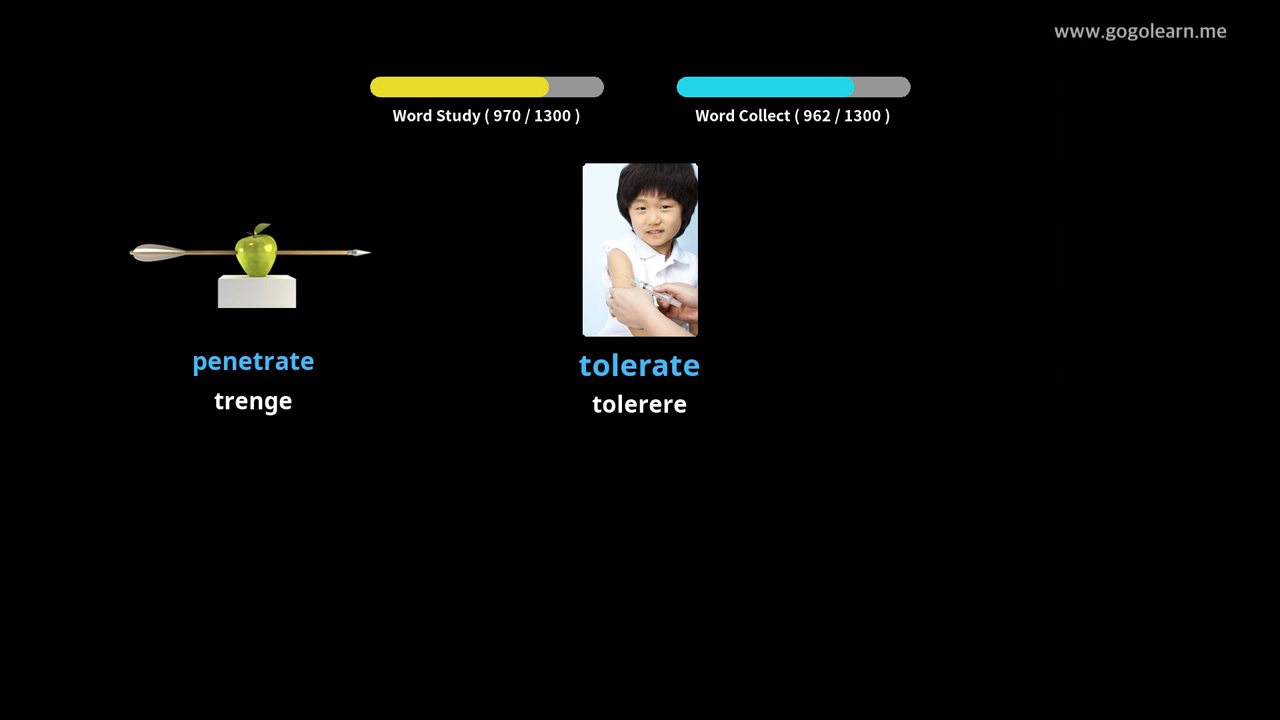 www.gogolearn.me
Word Study ( 970 / 1300 )
Word Collect ( 962 / 1300 )
penetrate
trenge
tolerate
tolerere